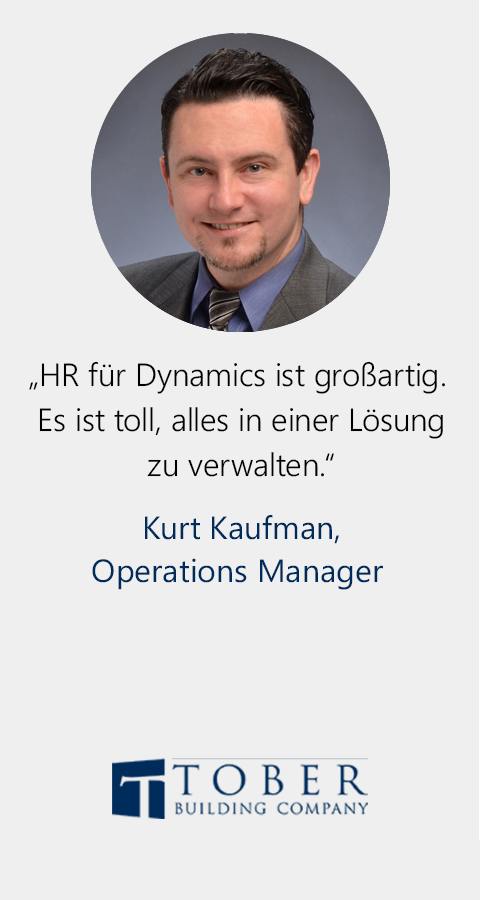 „HR für Dynamics ist großartig.
Es ist toll, alles in einer Lösung
zu verwalten.“
Kurt Kaufman,
Operations Manager
T TOBER
BUILDING COMPANY